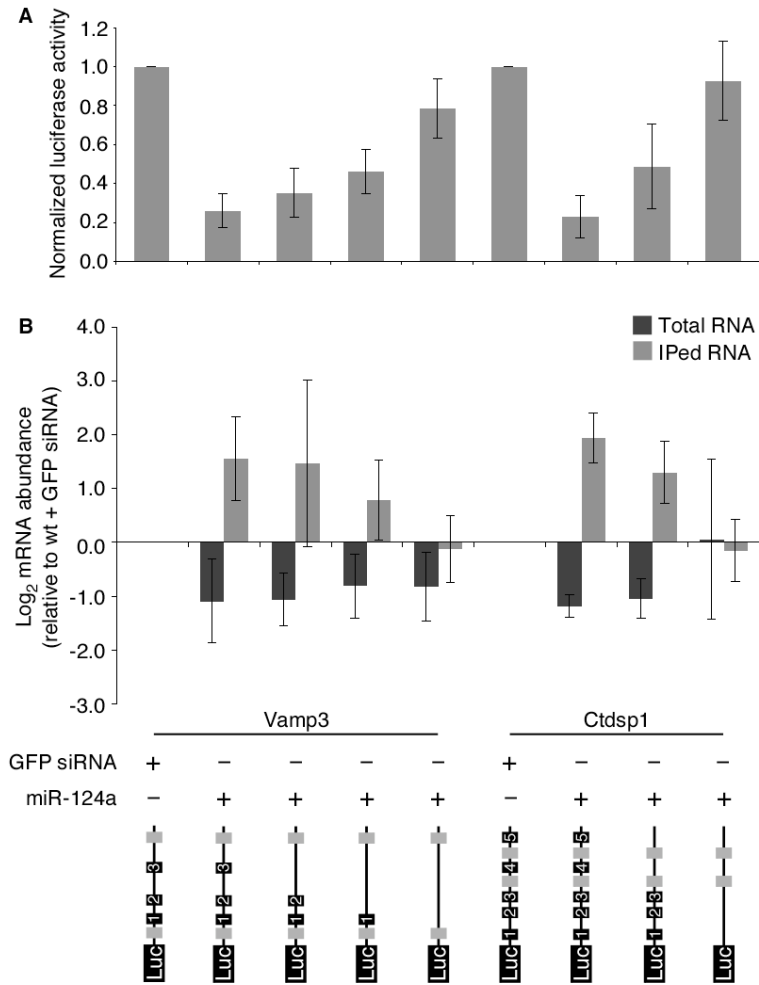 A
Normalized luciferase activity
1.2
1.0
0.8
0.6
0.4
0.2
0.0
B
Log2 mRNA abundance
(relative to wt + GFP siRNA)
4.0
3.0
2.0
1.0
0.0
-1.0
-2.0
-3.0
Total RNA
IPed RNA
Vamp3 Ctdsp1
GFP siRNA + – – – – + – – –
miR-124a – + + + + – + + +
Luc 1 2 3
Luc 1 2 3
Luc 1 2
Luc 1
Luc
Luc 1 2 3 4 5
Luc 1 2 3 4 5
Luc 1 2 3
Luc